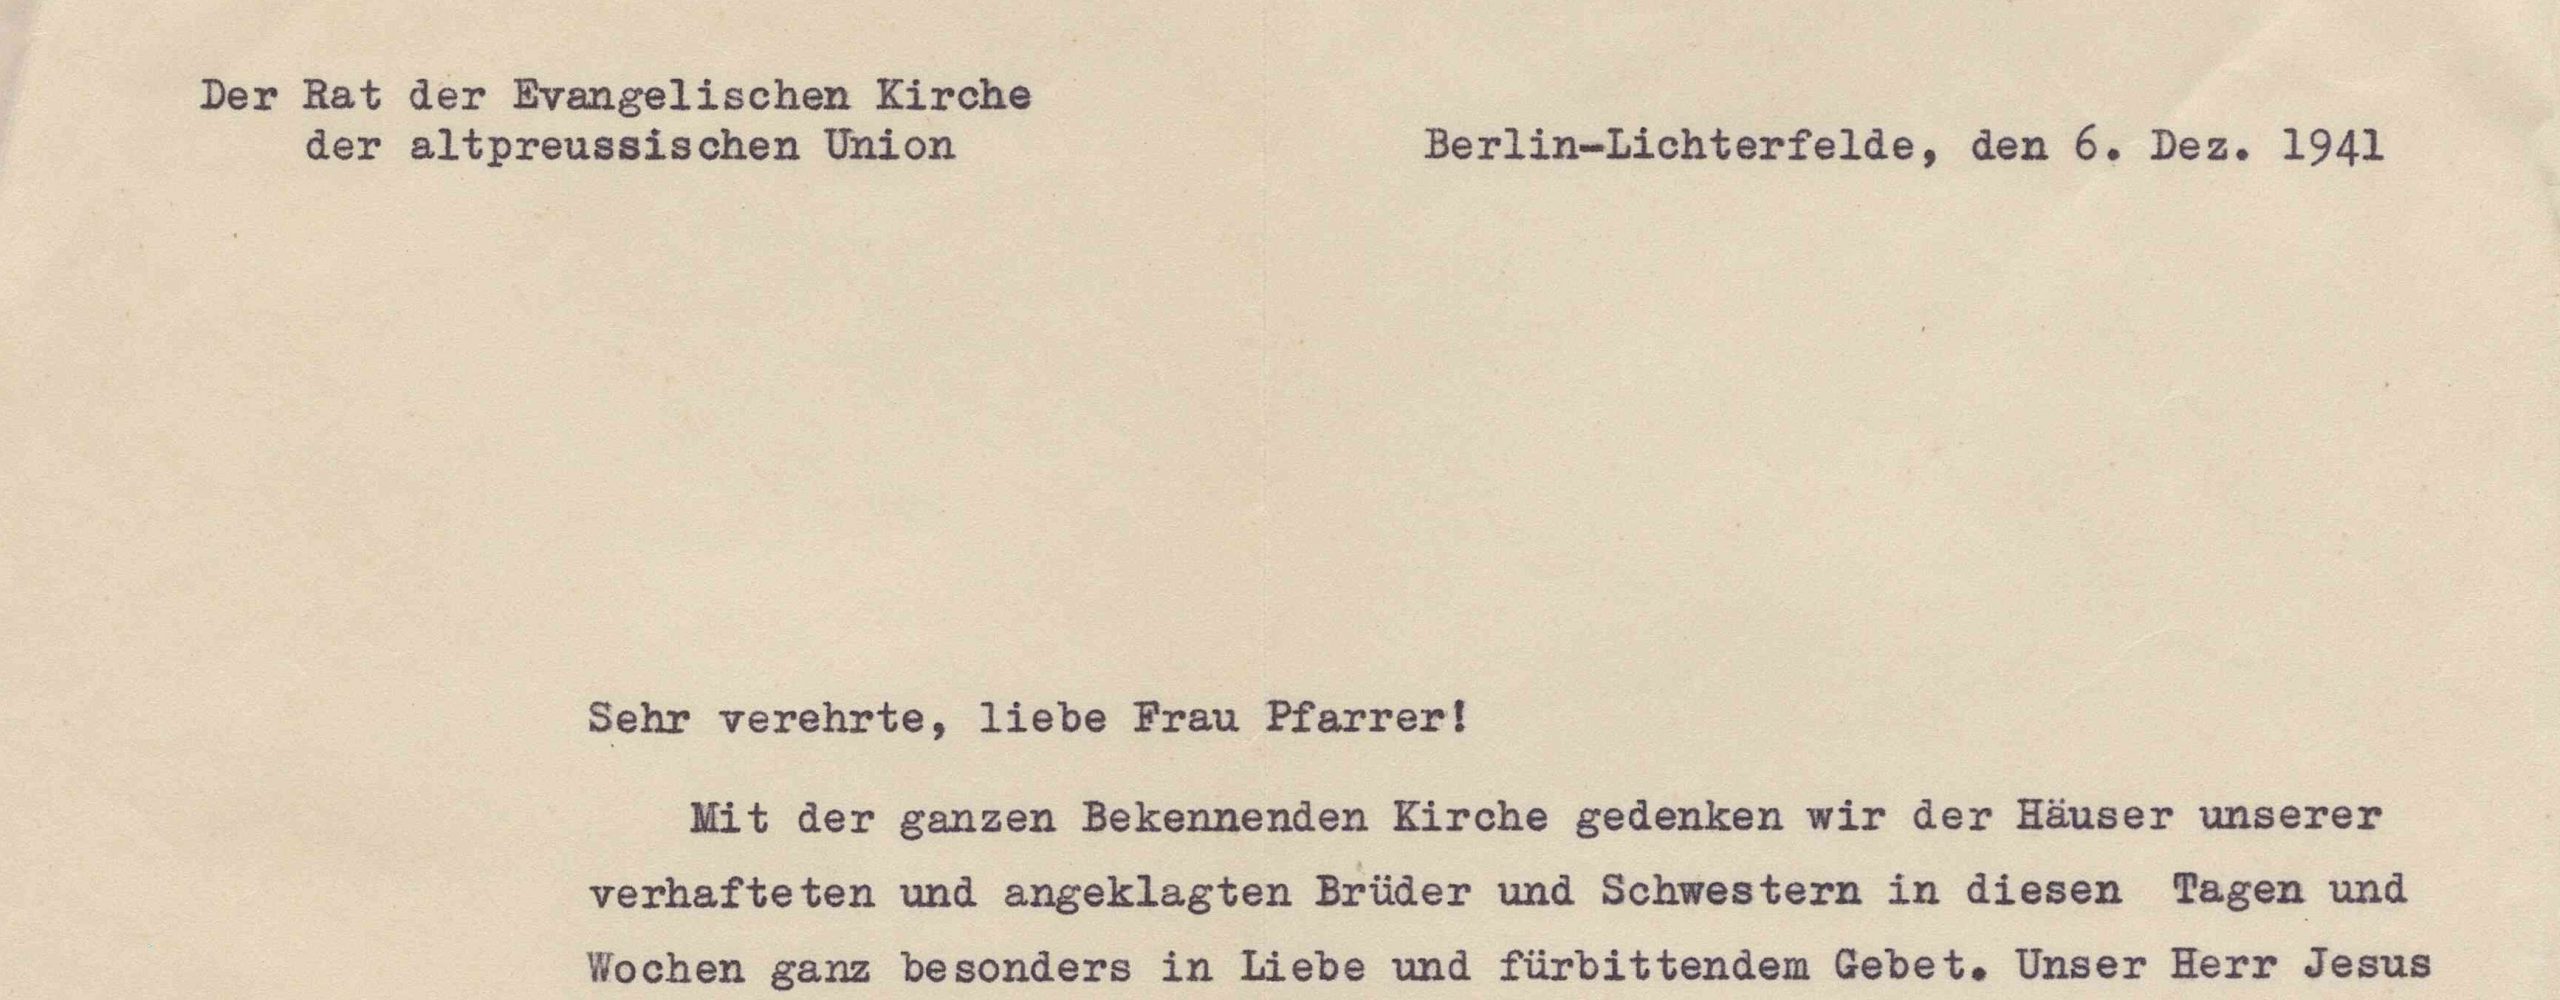 Der Rat der Evangelischen Kirche
der altpreussischen Union
Berlin-Lichterfelde, den 6. Dez. 1941
Sehr verehrte, liebe Frau Pfarrer!
Mit der ganzen Bekennenden Kirche gedenken wir der Häuser unserer
verhafteten und angeklagten Brüder und Schwestern in diesen Tagen und
Wochen ganz besonders in Liebe und fürbittendem Gebet. Unser Herr Jesus